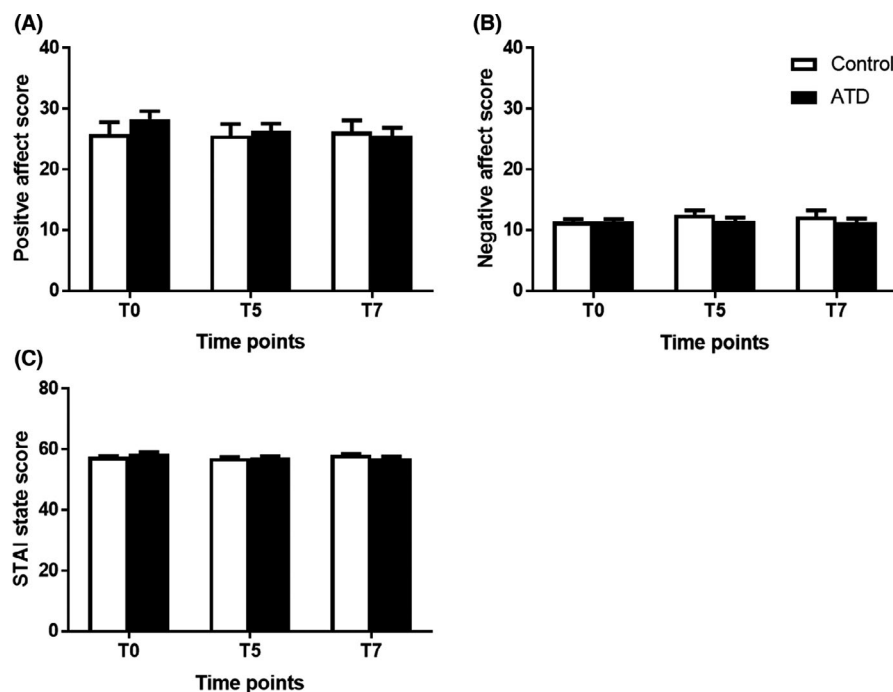 (A)
40
30
20
10
0
Positve affect score
T0 T5 T7
Time points
(B)
40
30
20
10
0
Negative affect score
T0 T5 T7
Time points
Control
ATD
(C)
80
60
40
20
0
STAI state score
T0 T5 T7
Time points